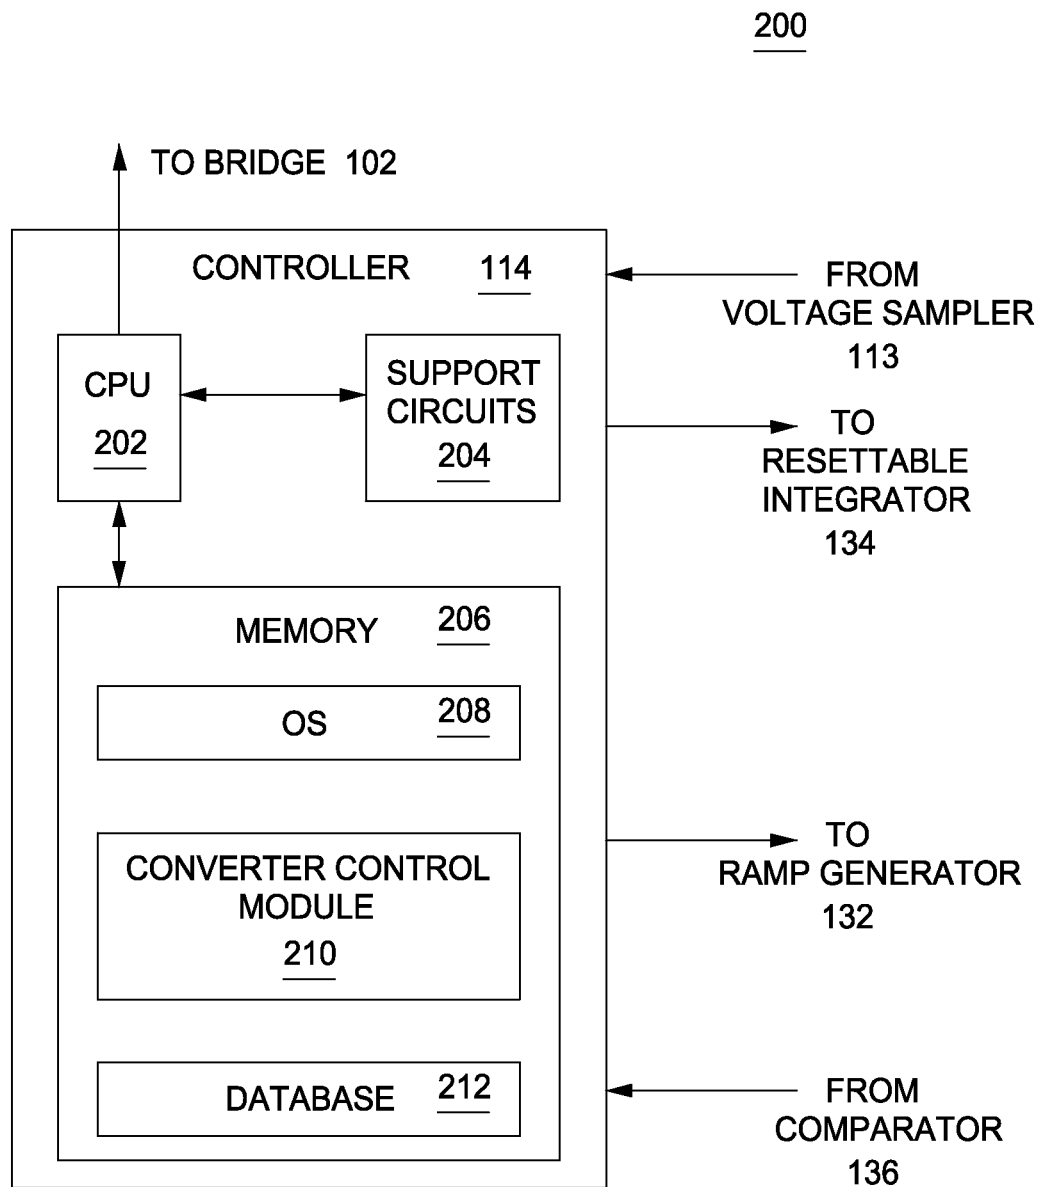 200
TO BRIDGE 102
CONTROLLER 114
FROM
VOLTAGE SAMPLER
113
CPU
202
SUPPORT
CIRCUITS
204
TO
RESETTABLE
INTEGRATOR
134
MEMORY 206
OS 208
CONVERTER CONTROL
MODULE
210
TO
RAMP GENERATOR
132
DATABASE 212
FROM
COMPARATOR
136